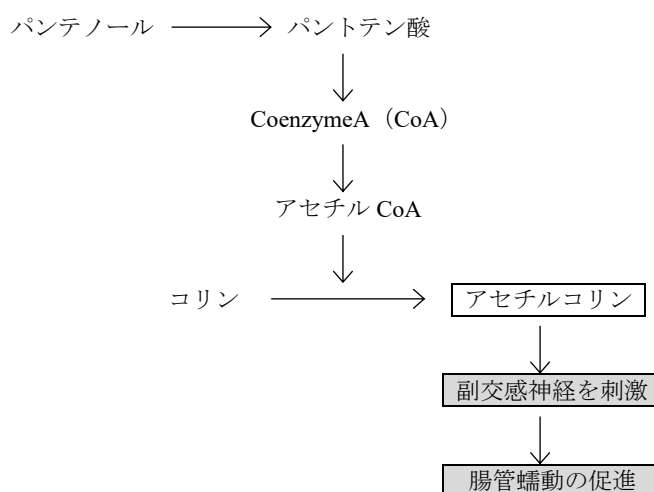 パンテノール
パントテン酸
CoenzymeA（CoA）
アセチル CoA
コリン
アセチルコリン
副交感神経を刺激
腸管蠕動の促進